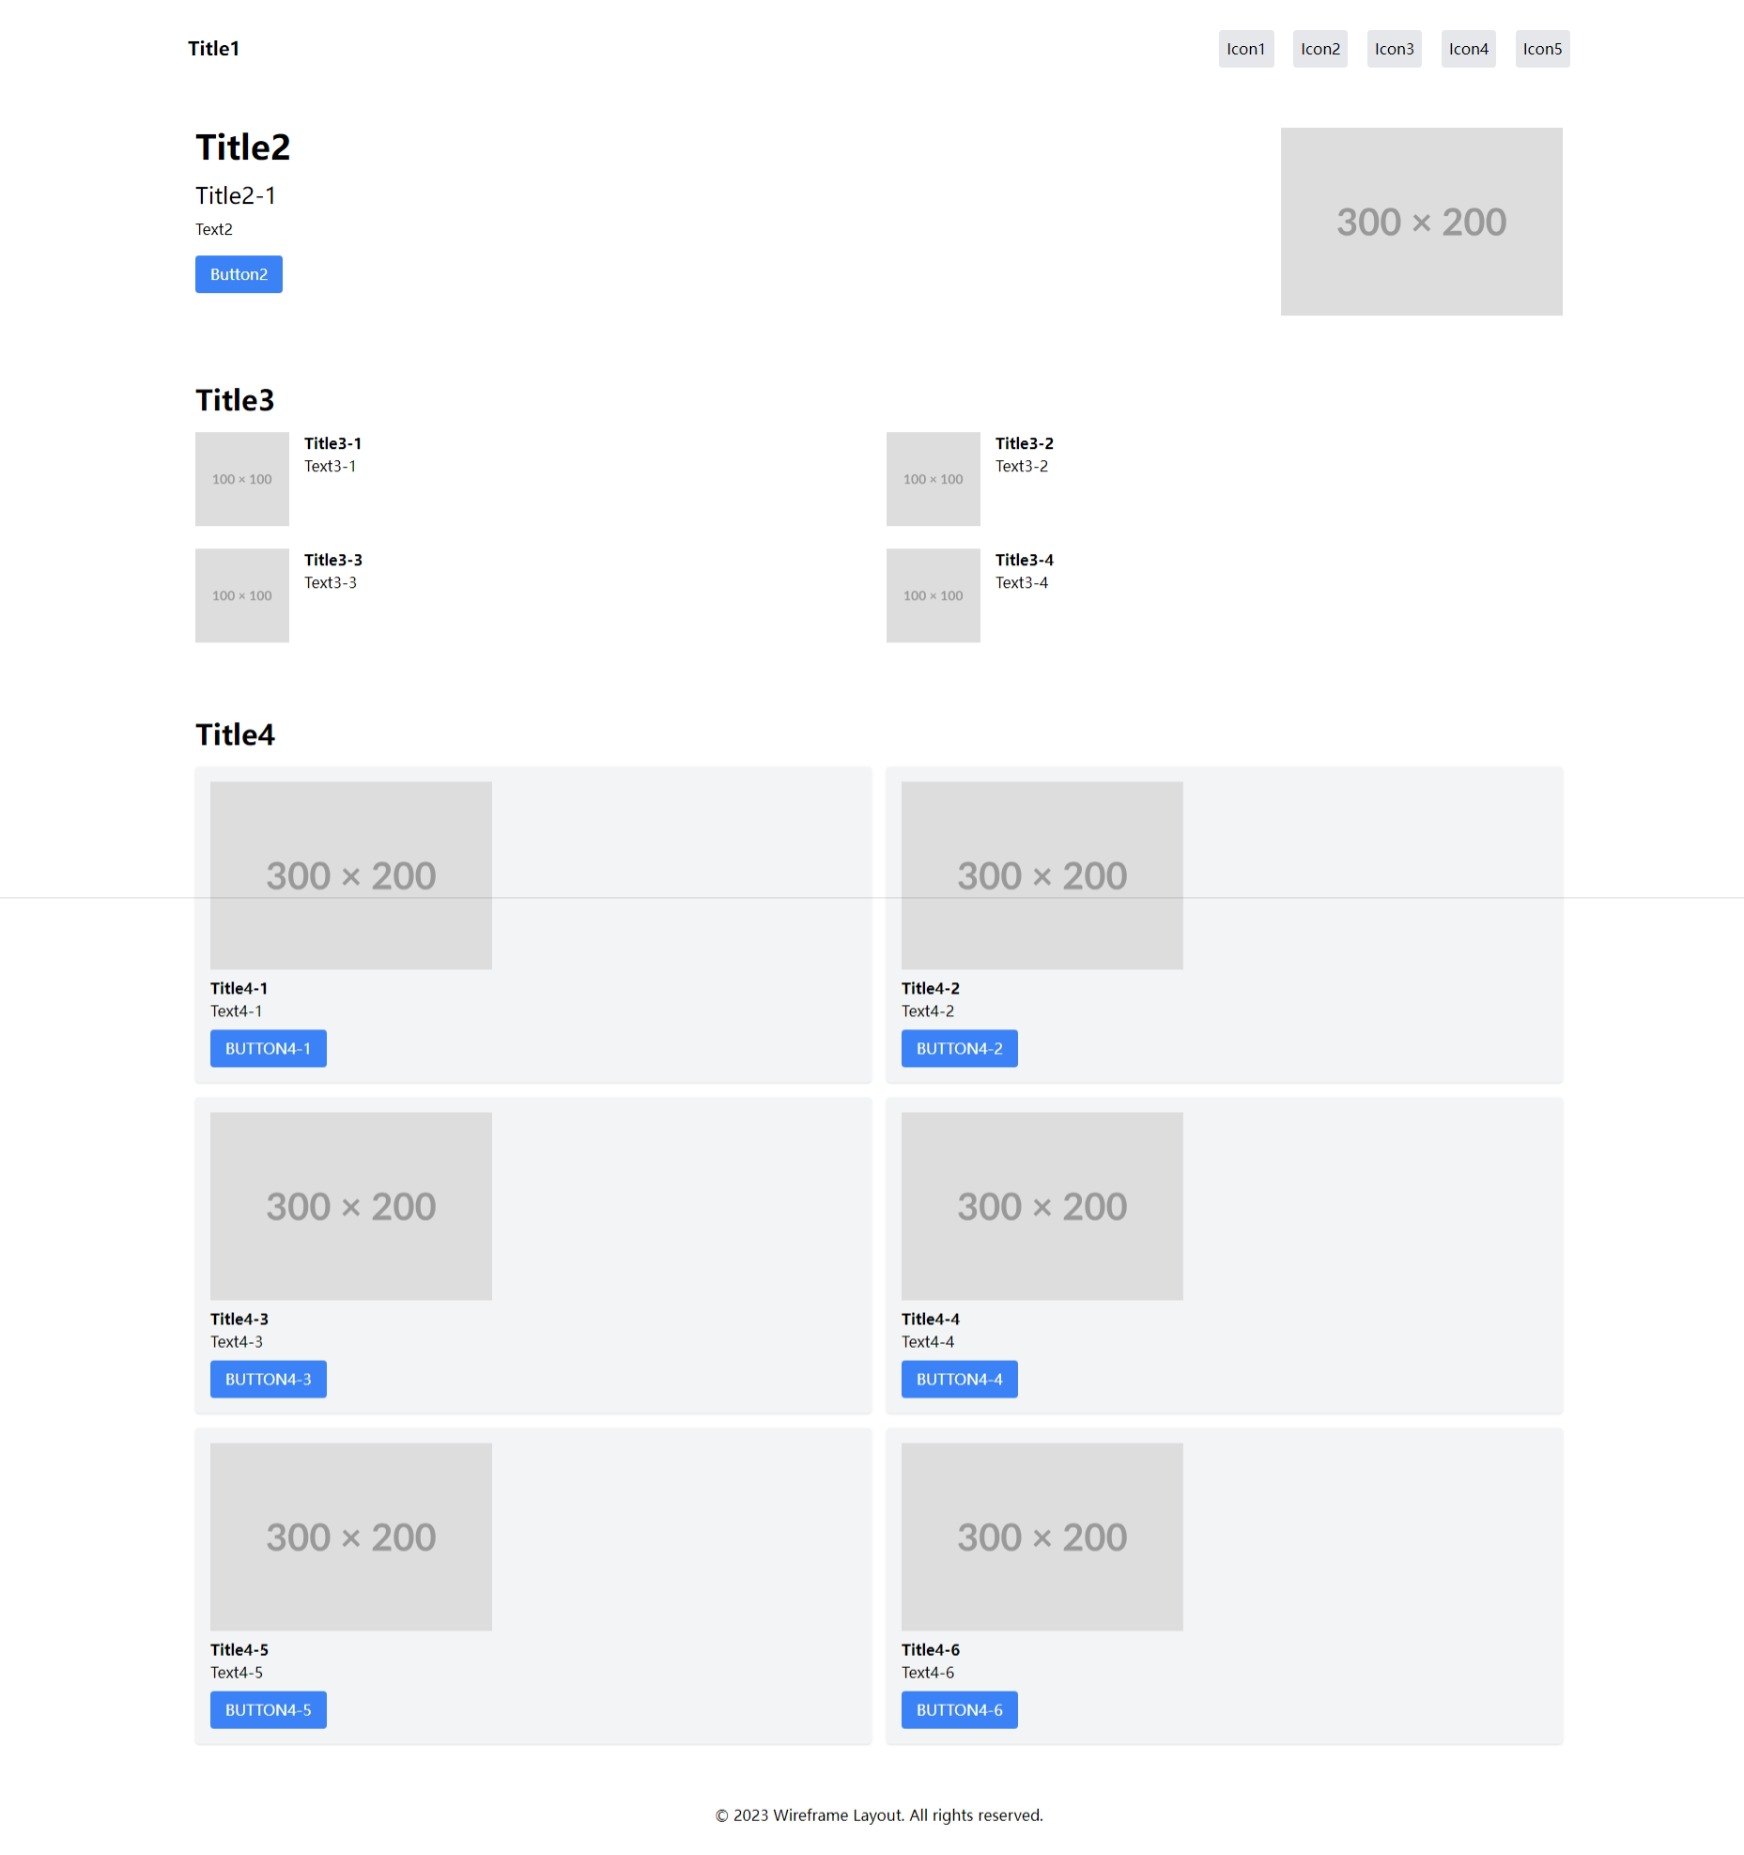 Title1
Icon1 Icon2 Icon3 Icon4 Icon5
Title2
Title2-1
Text2
Button2
300 × 200
Title3
100 × 100
Title3-1
Text3-1
100 × 100
Title3-2
Text3-2
100 × 100
Title3-3
Text3-3
100 × 100
Title3-4
Text3-4
Title4
300 × 200
Title4-1
Text4-1
BUTTON4-1
300 × 200
Title4-2
Text4-2
BUTTON4-2
300 × 200
Title4-3
Text4-3
BUTTON4-3
300 × 200
Title4-4
Text4-4
BUTTON4-4
300 × 200
Title4-5
Text4-5
BUTTON4-5
300 × 200
Title4-6
Text4-6
BUTTON4-6
© 2023 Wireframe Layout. All rights reserved.